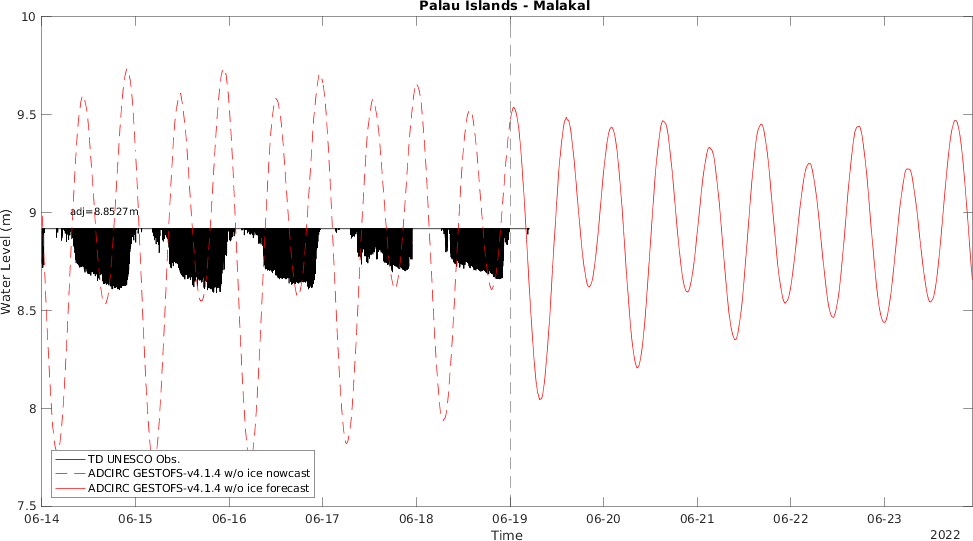 Palau Islands - Malakal
10
9.5
9
8.5
8
7.5
Water Level (m)
adj=8.8527m
TD UNESCO Obs.
ADCIRC GESTOFS-v4.1.4 w/o ice nowcast
ADCIRC GESTOFS-v4.1.4 w/o ice forecast
06-14 06-15 06-16 06-17 06-18 06-19 06-20 06-21 06-22 06-23
Time
2022